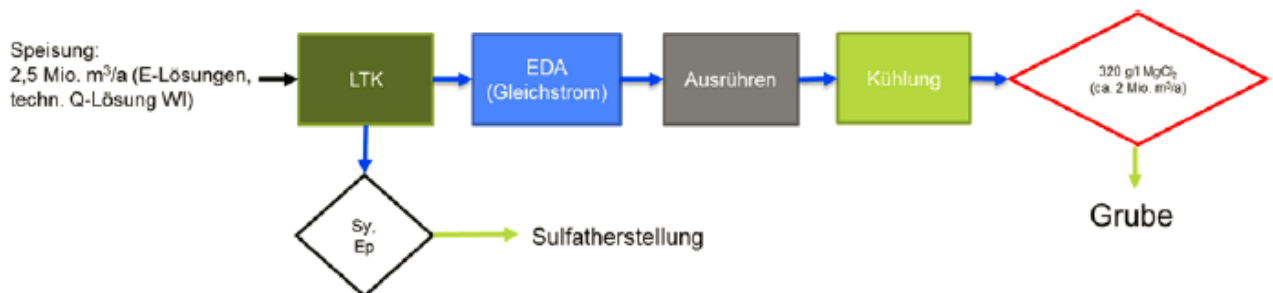 Speisung:
2,5 Mio. m³/a (E-Lösungen,
techn. Q-Lösung WI)
LTK
EDA
(Gleichstrom)
Ausrühren
Kühlung
320 g/l MgCl₂
(ca. 2 Mio. m³/a)
Grube
Sy,
Ep
Sulfatherstellung